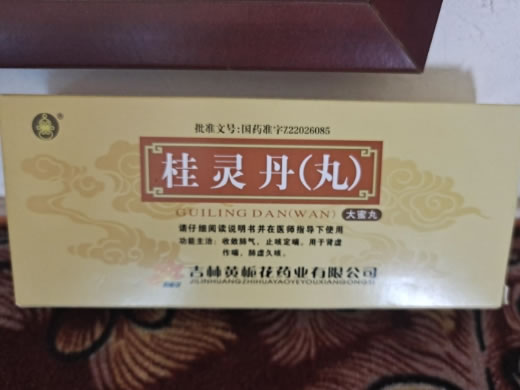 ®
批准文号:国药准字Z22026085
桂灵丹(丸)
GUILING DAN(WAN) 大蜜丸
请仔细阅读说明书并在医师指导下使用
功能主治：收敛肺气，止咳定喘。用于肾虚
作喘，肺虚久咳。
吉林黄栀花药业有限公司
JILINHUANGZHIHUAYAOYEYOUXIANGONGSI